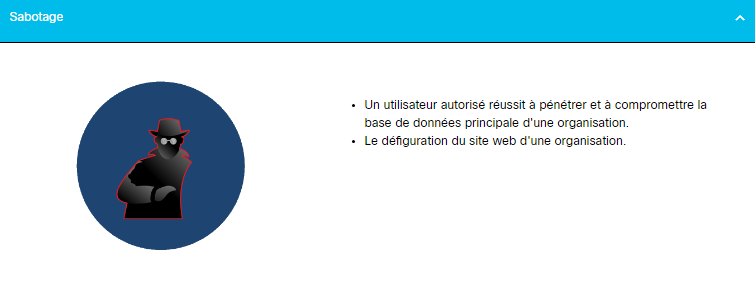 Sabotage
Un utilisateur autorisé réussit à pénétrer et à compromettre la
base de données principale d'une organisation.
Le défiguration du site web d'une organisation.